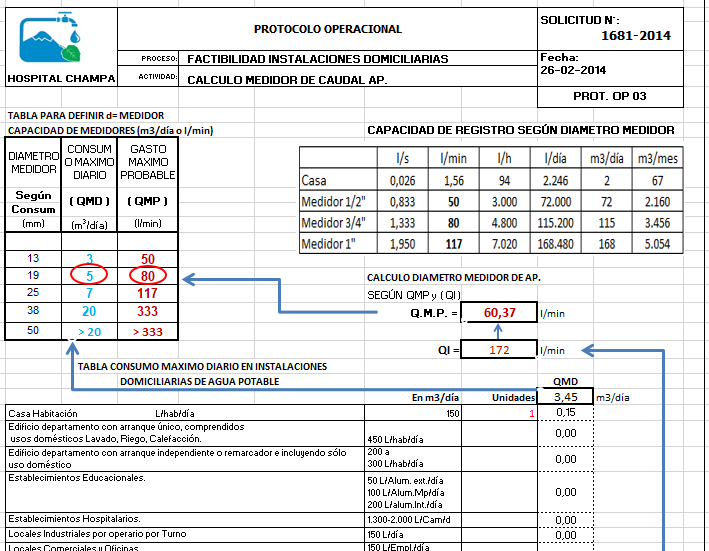 PROTOCOLO OPERACIONAL
SOLICITUD N°:
1681-2014
HOSPITAL CHAMPA
PROCESO: FACTIBILIDAD INSTALACIONES DOMICILIARIAS
ACTIVIDAD: CALCULO MEDIDOR DE CAUDAL AP.
Fecha:
26-02-2014
PROT. OP 03
TABLA PARA DEFINIR d= MEDIDOR
CAPACIDAD DE MEDIDORES (m3/día o l/min)
DIAMETRO MEDIDOR CONSUM O MAXIMO DIARIO GASTO MAXIMO PROBABLE
Según Consum ( QMD ) ( QMP )
(mm) (m³/día) (l/min)
13 3 50
19 5 80
25 7 117
38 20 333
50 > 20 > 333
CAPACIDAD DE REGISTRO SEGÚN DIAMETRO MEDIDOR
l/s l/min l/h l/día m3/día m3/mes
Casa 0,026 1,56 94 2.246 2 67
Medidor 1/2" 0,833 50 3.000 72.000 72 2.160
Medidor 3/4" 1,333 80 4.800 115.200 115 3.456
Medidor 1" 1,950 117 7.020 168.480 168 5.054
CALCULO DIAMETRO MEDIDOR DE AP.
SEGÚN QMP y ( QI )
Q.M.P. = 60,37 l/min
QI = 172 l/min
TABLA CONSUMO MAXIMO DIARIO EN INSTALACIONES
DOMICILIARIAS DE AGUA POTABLE
QMD
En m3/día Unidades 3,45 m3/día
Casa Habitación L/hab/día 150 1 0,15
Edificio departamento con arranque único, comprendidos
usos domésticos Lavado, Riego, Calefacción. 450 L/hab/día 0,00
Edificio departamento con arranque independiente o remarcador e incluyendo sólo
uso doméstico
200 a
300 L/hab/día 0,00
Establecimientos Educacionales.
50 L/Alum. ext./día
100 L/Alum.Mp/día
200 L/alum.Int./día 0,00
Establecimientos Hospitalarios. 1.300-2.000 L/Cam/d 0,00
Locales Industriales por operario por Turno 150 L/día 0,00
Locales Comerciales y Oficinas 150 L/Empl./día